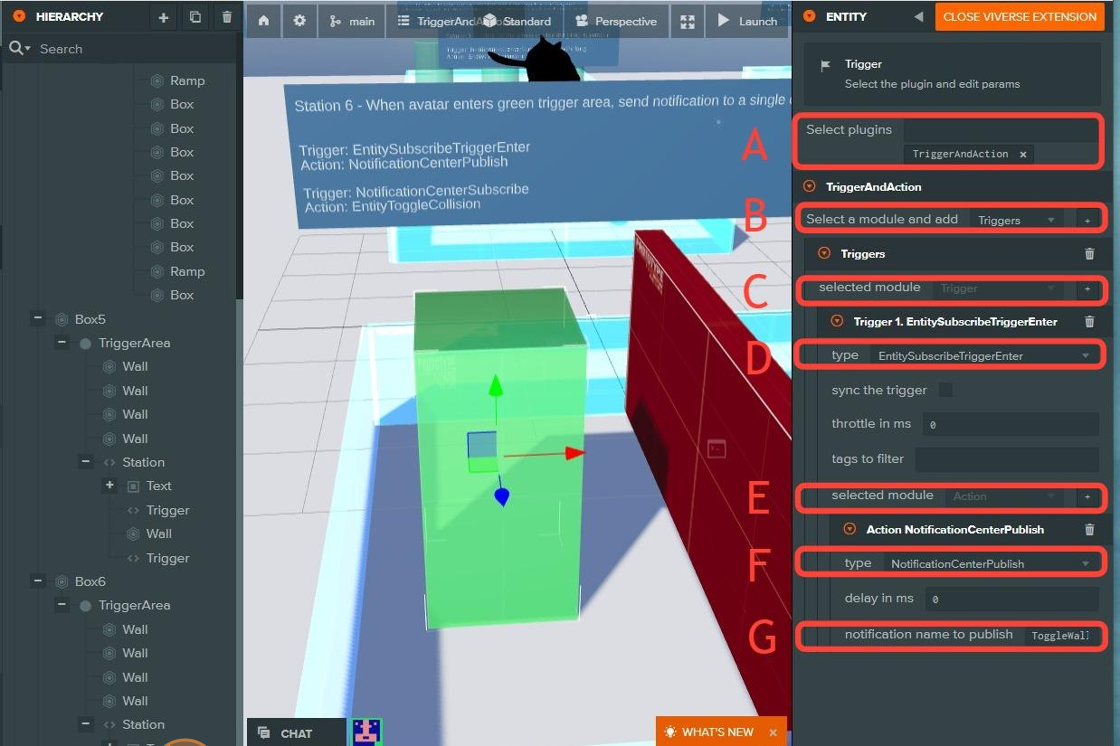 HIERARCHY
Search
Ramp
Box
Box
Box
Box
Box
Box
Box
Ramp
Box
Box5
TriggerArea
Wall
Wall
Wall
Wall
Station
Text
Trigger
Wall
Trigger
Box6
TriggerArea
Wall
Wall
Wall
Wall
Station
main
Standard
Perspective
Launch
Station 6 - When avatar enters green trigger area, send notification to a single
Trigger: EntitySubscribeTriggerEnter
Action: NotificationCenterPublish
Trigger: NotificationCenterSubscribe
Action: EntityToggleCollision
CHAT
WHAT'S NEW
A
B
C
D
E
F
G
ENTITY
CLOSE VIVERSE EXTENSION
Trigger
Select the plugin and edit params
Select plugins
TriggerAndAction
TriggerAndAction
Select a module and add Triggers
Triggers
selected module Trigger
Trigger 1. EntitySubscribeTriggerEnter
type EntitySubscribeTriggerEnter
sync the trigger
throttle in ms 0
tags to filter
selected module Action
Action NotificationCenterPublish
type NotificationCenterPublish
delay in ms 0
notification name to publish ToggleWall